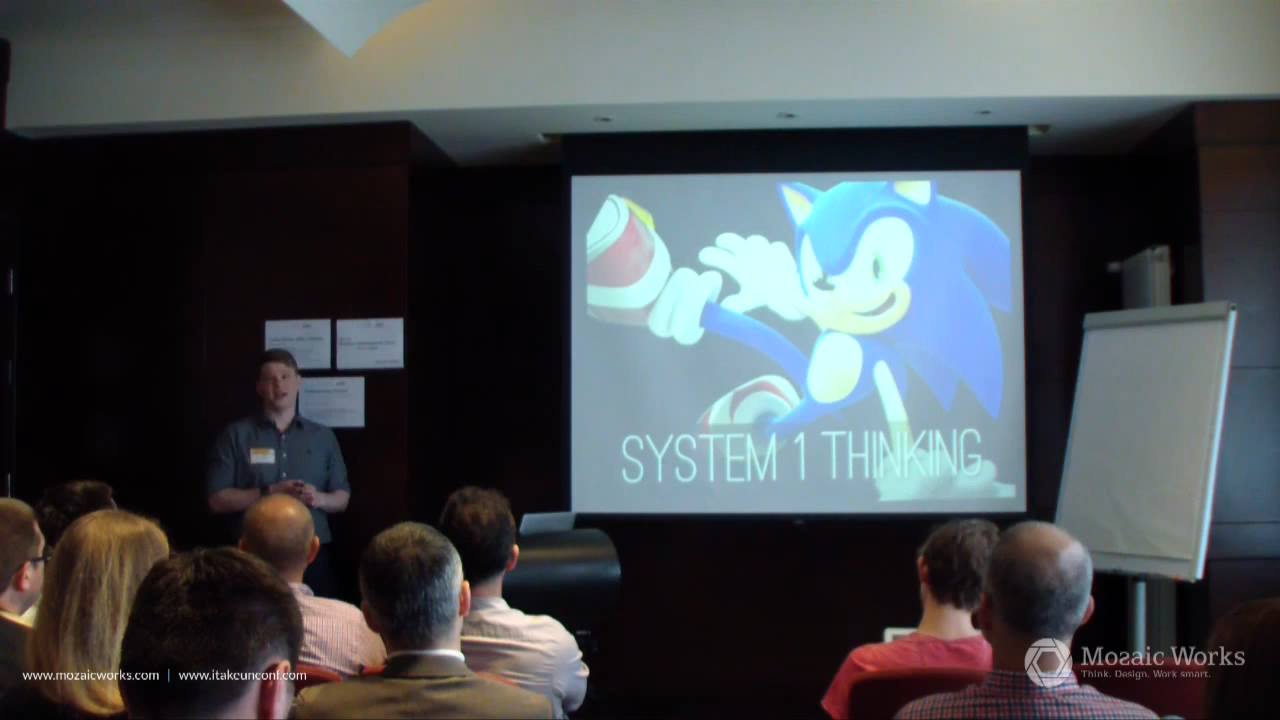 SYSTEM 1 THINKING
www.mozaicworks.com | www.itakeunconf.com
Mozaic Works
Think. Design. Work smart.